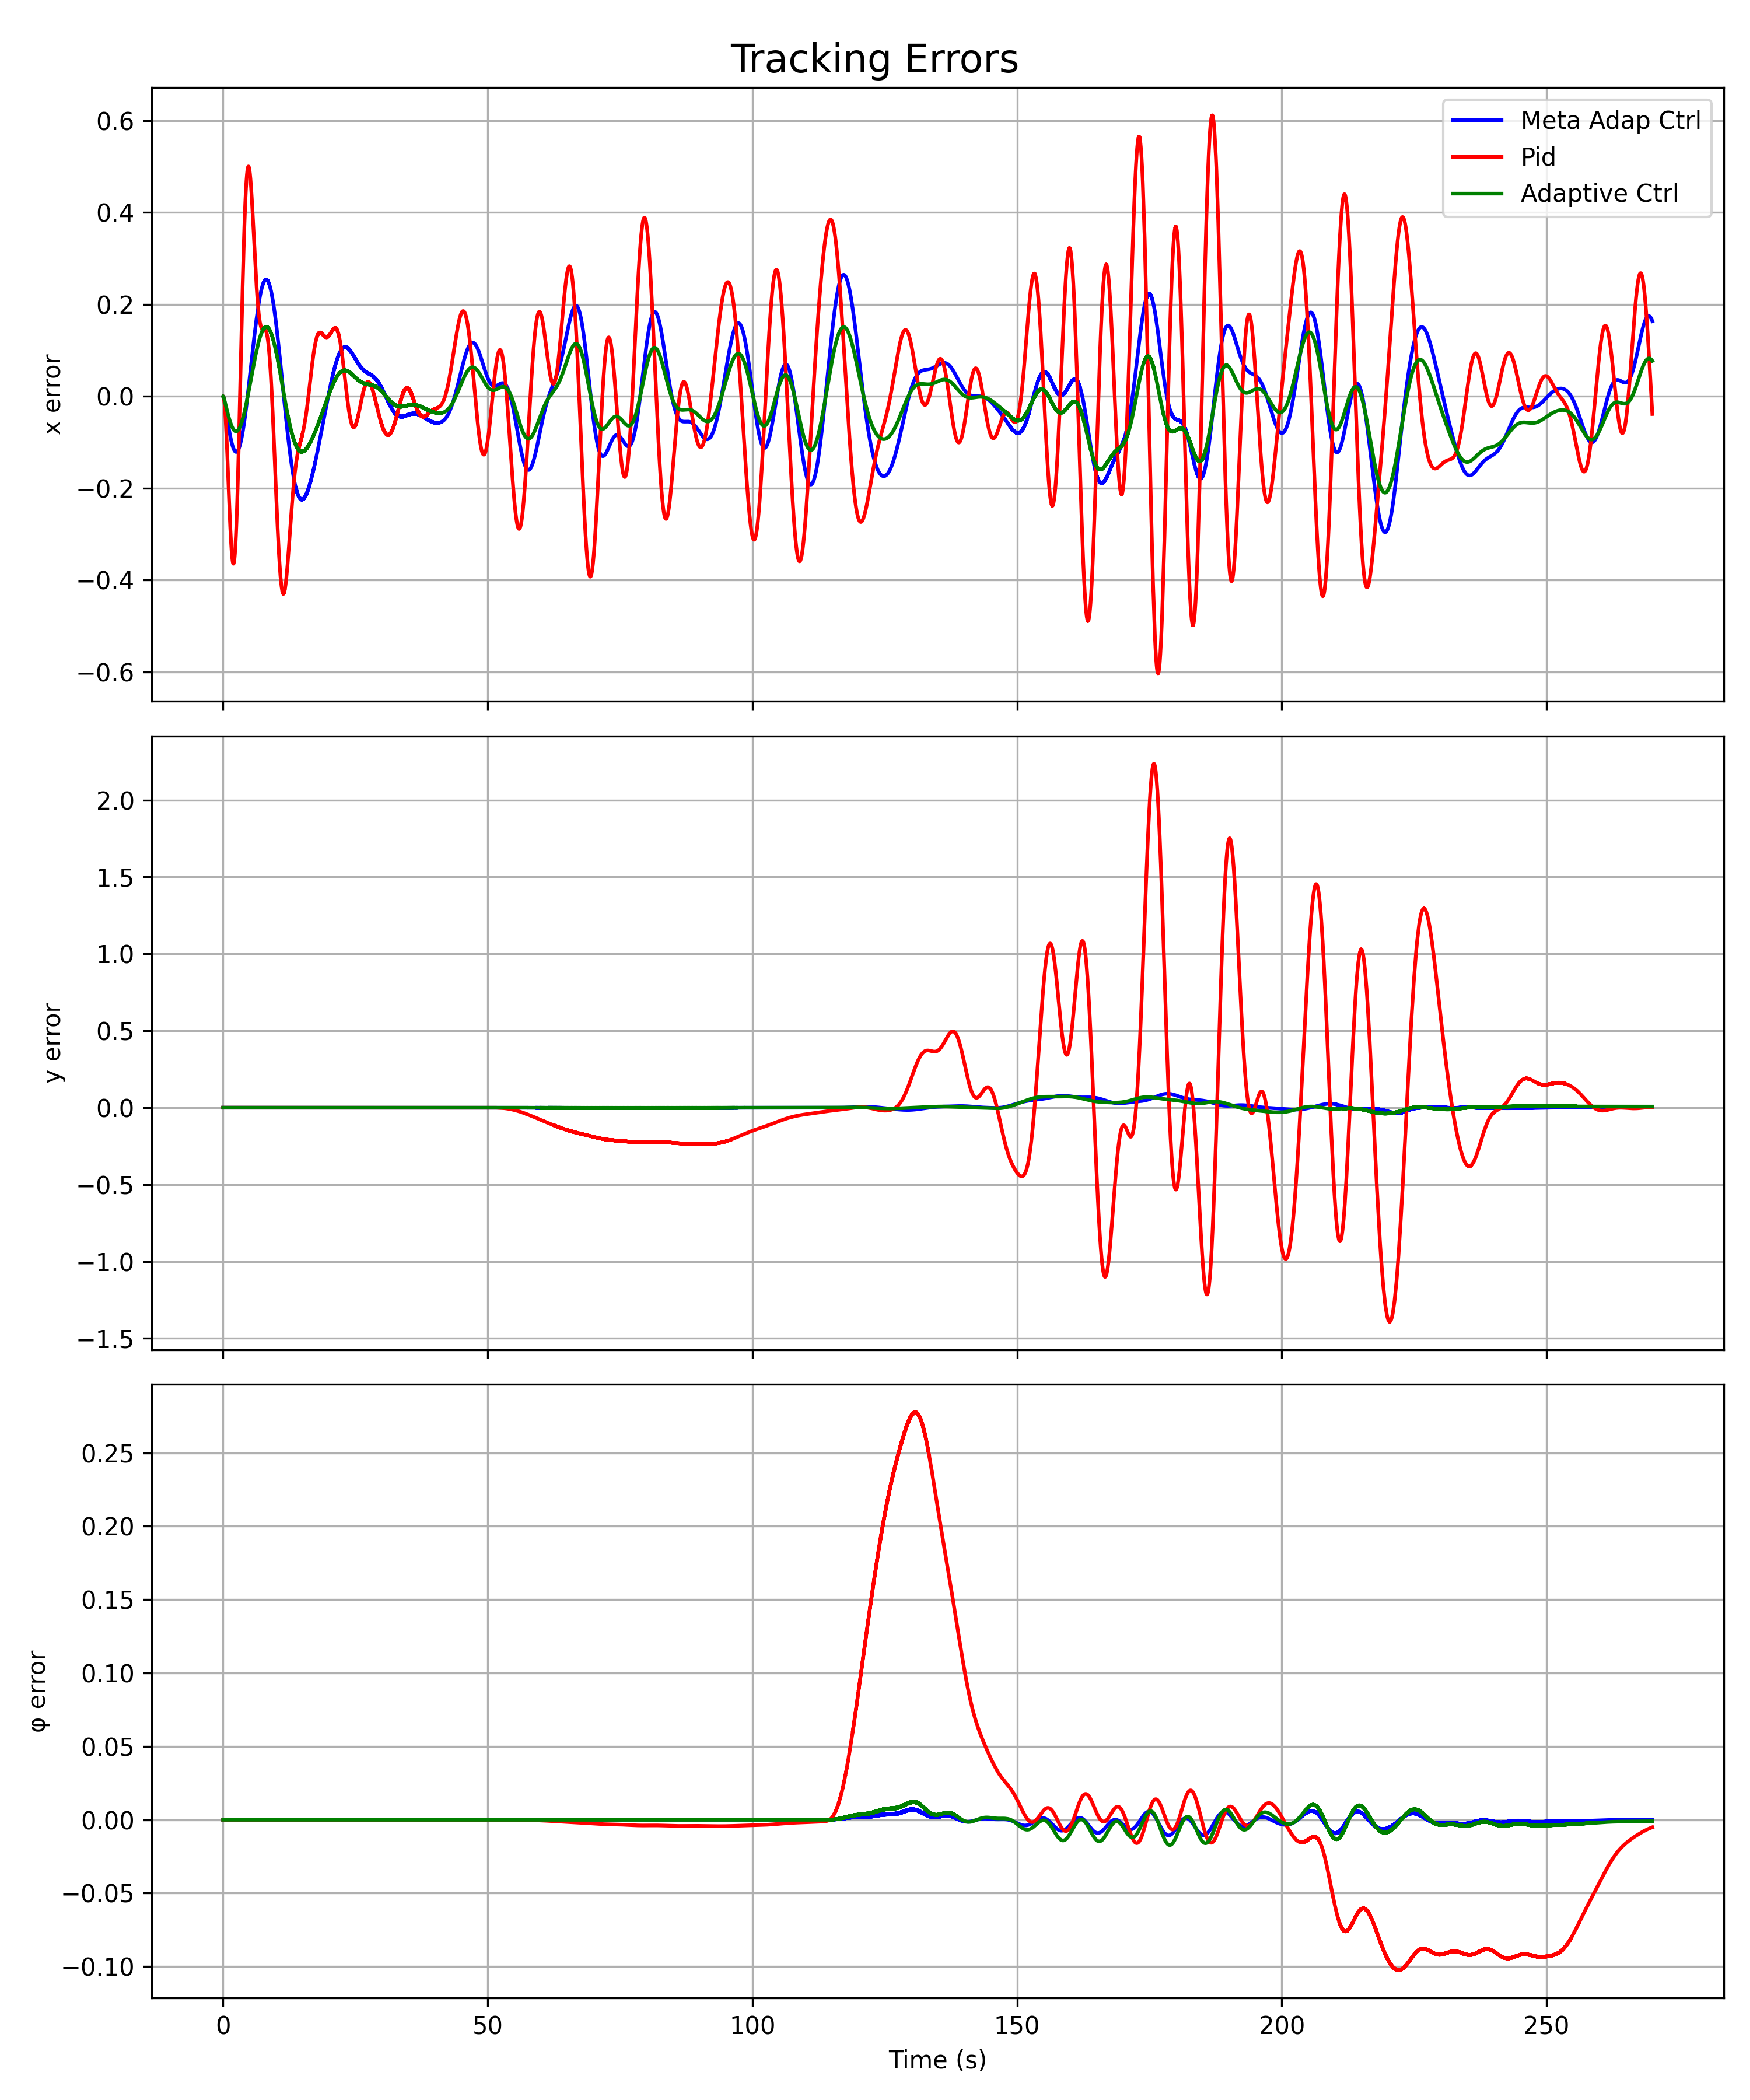 Tracking Errors
Meta Adap Ctrl
Pid
Adaptive Ctrl
0.6
0.4
0.2
0.0
−0.2
−0.4
−0.6
x error
2.0
1.5
1.0
0.5
0.0
−0.5
−1.0
−1.5
y error
0.25
0.20
0.15
0.10
0.05
0.00
−0.05
−0.10
φ error
0 50 100 150 200 250
Time (s)